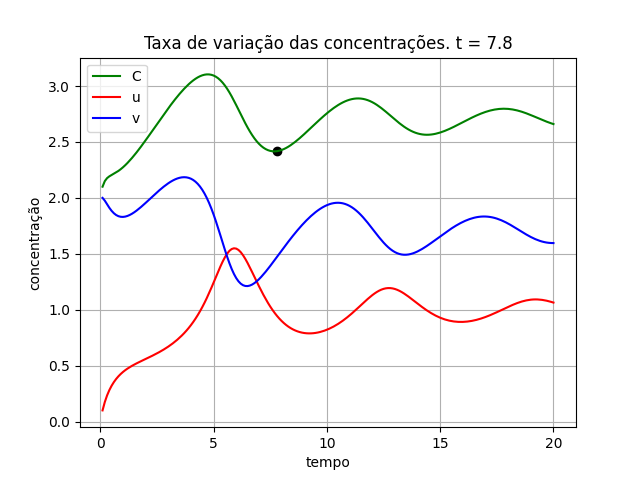 Taxa de variação das concentrações. t = 7.8
C
u
v
3.0
2.5
2.0
1.5
1.0
0.5
0.0
concentração
0
5
10
15
20
tempo